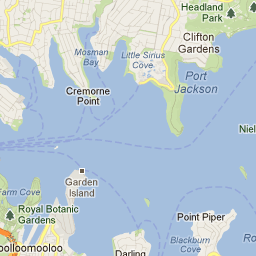 Headland
Park
Clifton
Gardens
Mosman
Bay
Little Sirius
Cove
Port
Jackson
Cremorne
Point
Niel
Garden
Island
Farm Cove
Royal Botanic
Gardens
Point Piper
oolloomooloo
Blackburn
Cove
Darling
Ro